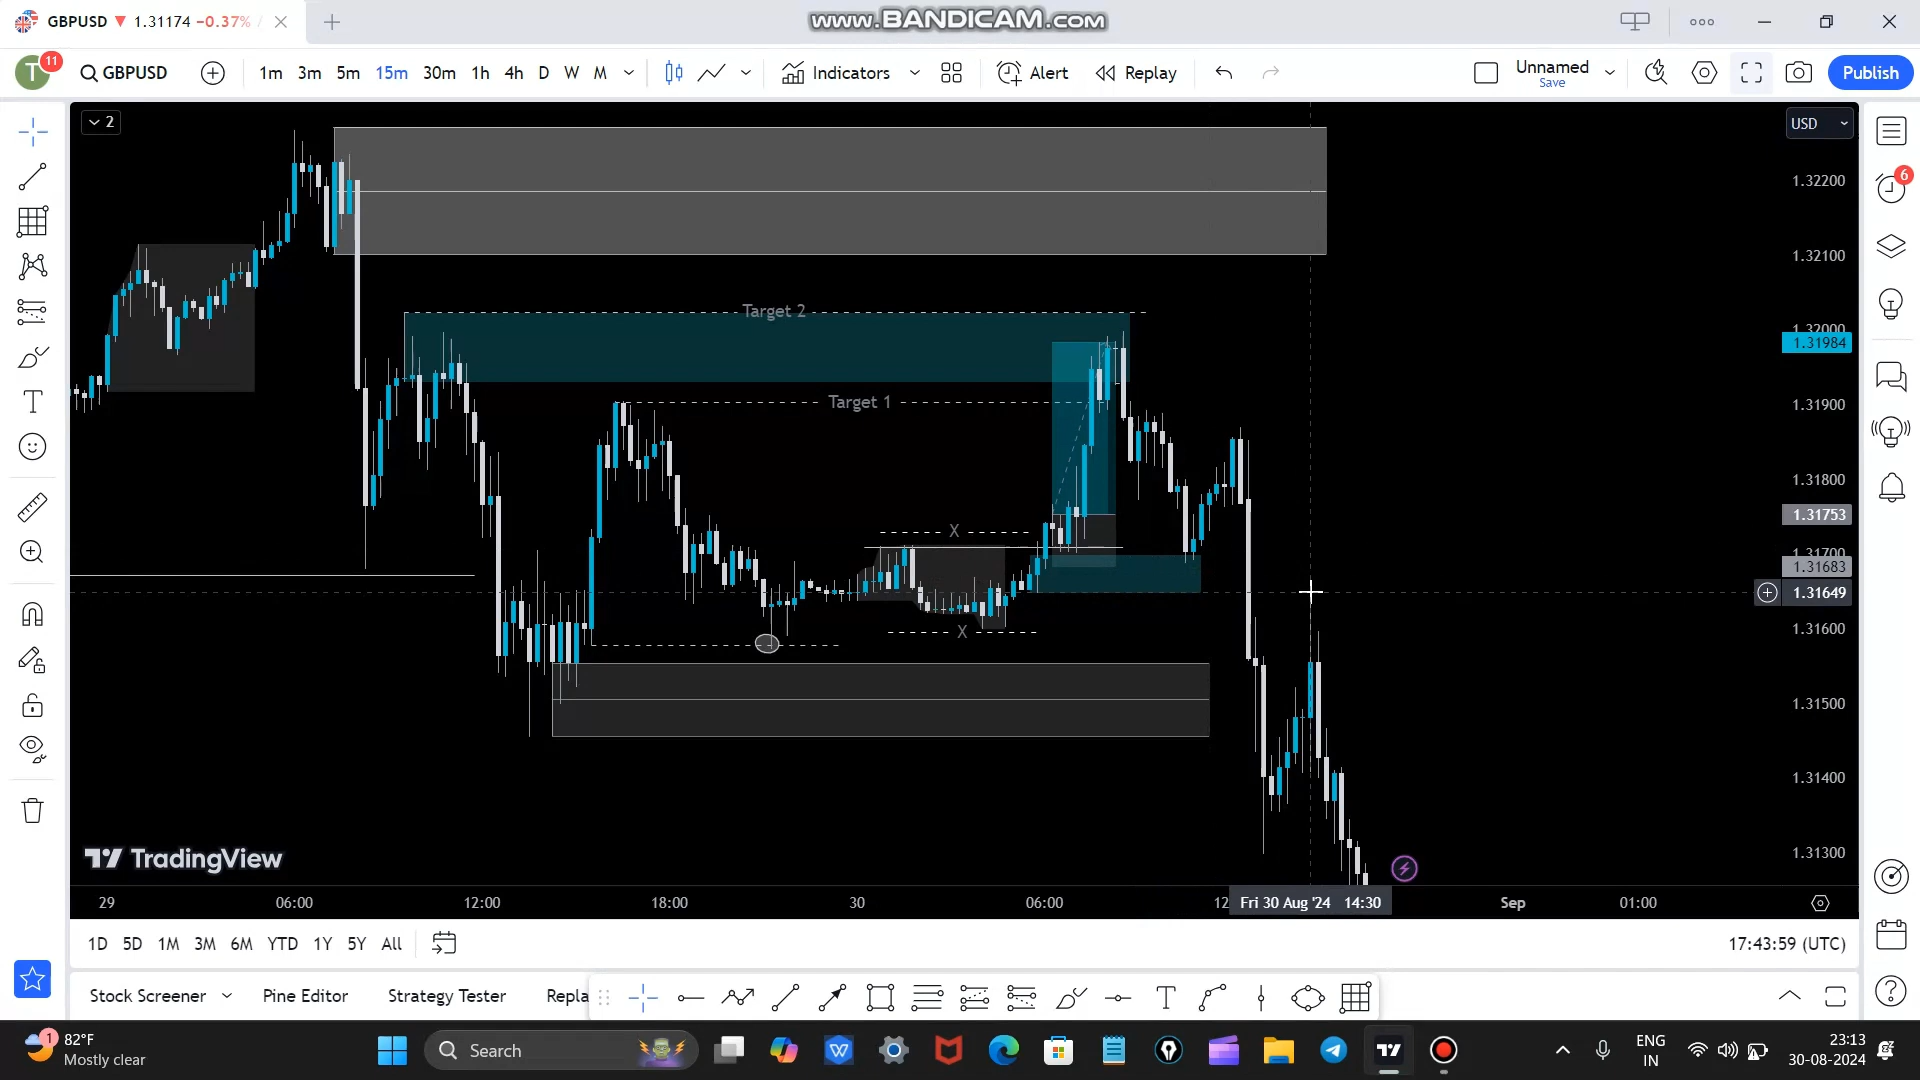 GBPUSD ▼ 1.31174 −0.37% /
www.BANDICAM.com
T 11 GBPUSD 1m 3m 5m 15m 30m 1h 4h D W M Indicators Alert Replay Unnamed Save Publish
2
USD
6
1.32200
1.32100
Target 2
1.32000
1.31984
Target 1
1.31900
1.31800
1.31753
X
1.31700
1.31683
1.31649
X
1.31600
1.31500
1.31400
1.31300
TradingView
29 06:00 12:00 18:00 30 06:00 12 Fri 30 Aug '24 14:30 Sep 01:00
1D 5D 1M 3M 6M YTD 1Y 5Y All 17:43:59 (UTC)
Stock Screener Pine Editor Strategy Tester Repla
1 82°F
Mostly clear
Search
ENG
IN
23:13
30-08-2024